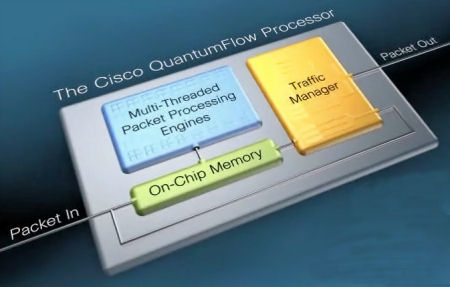 The Cisco QuantumFlow Processor
Packet Out
Traffic
Manager
Multi-Threaded
Packet Processing
Engines
On-Chip Memory
Packet In